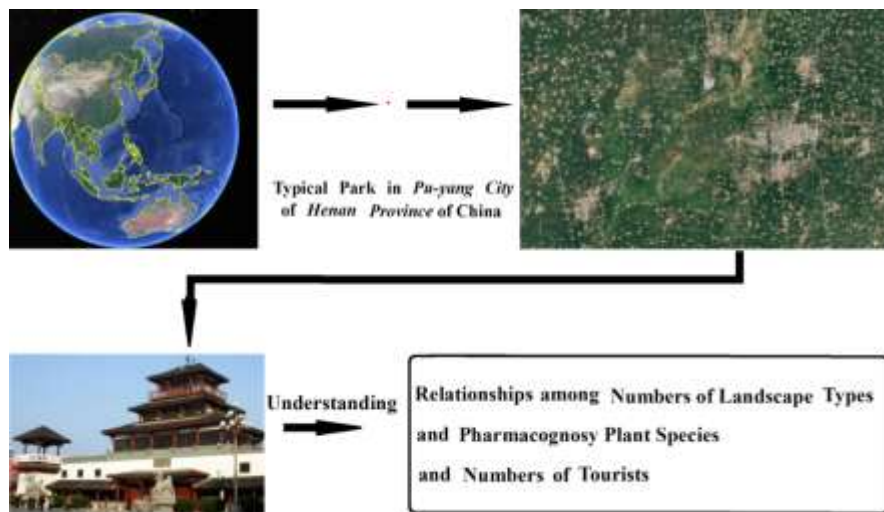 Typical Park in Pu-yang City
of Henan Province of China
Understanding
Relationships among Numbers of Landscape Types
and Pharmacognosy Plant Species
and Numbers of Tourists